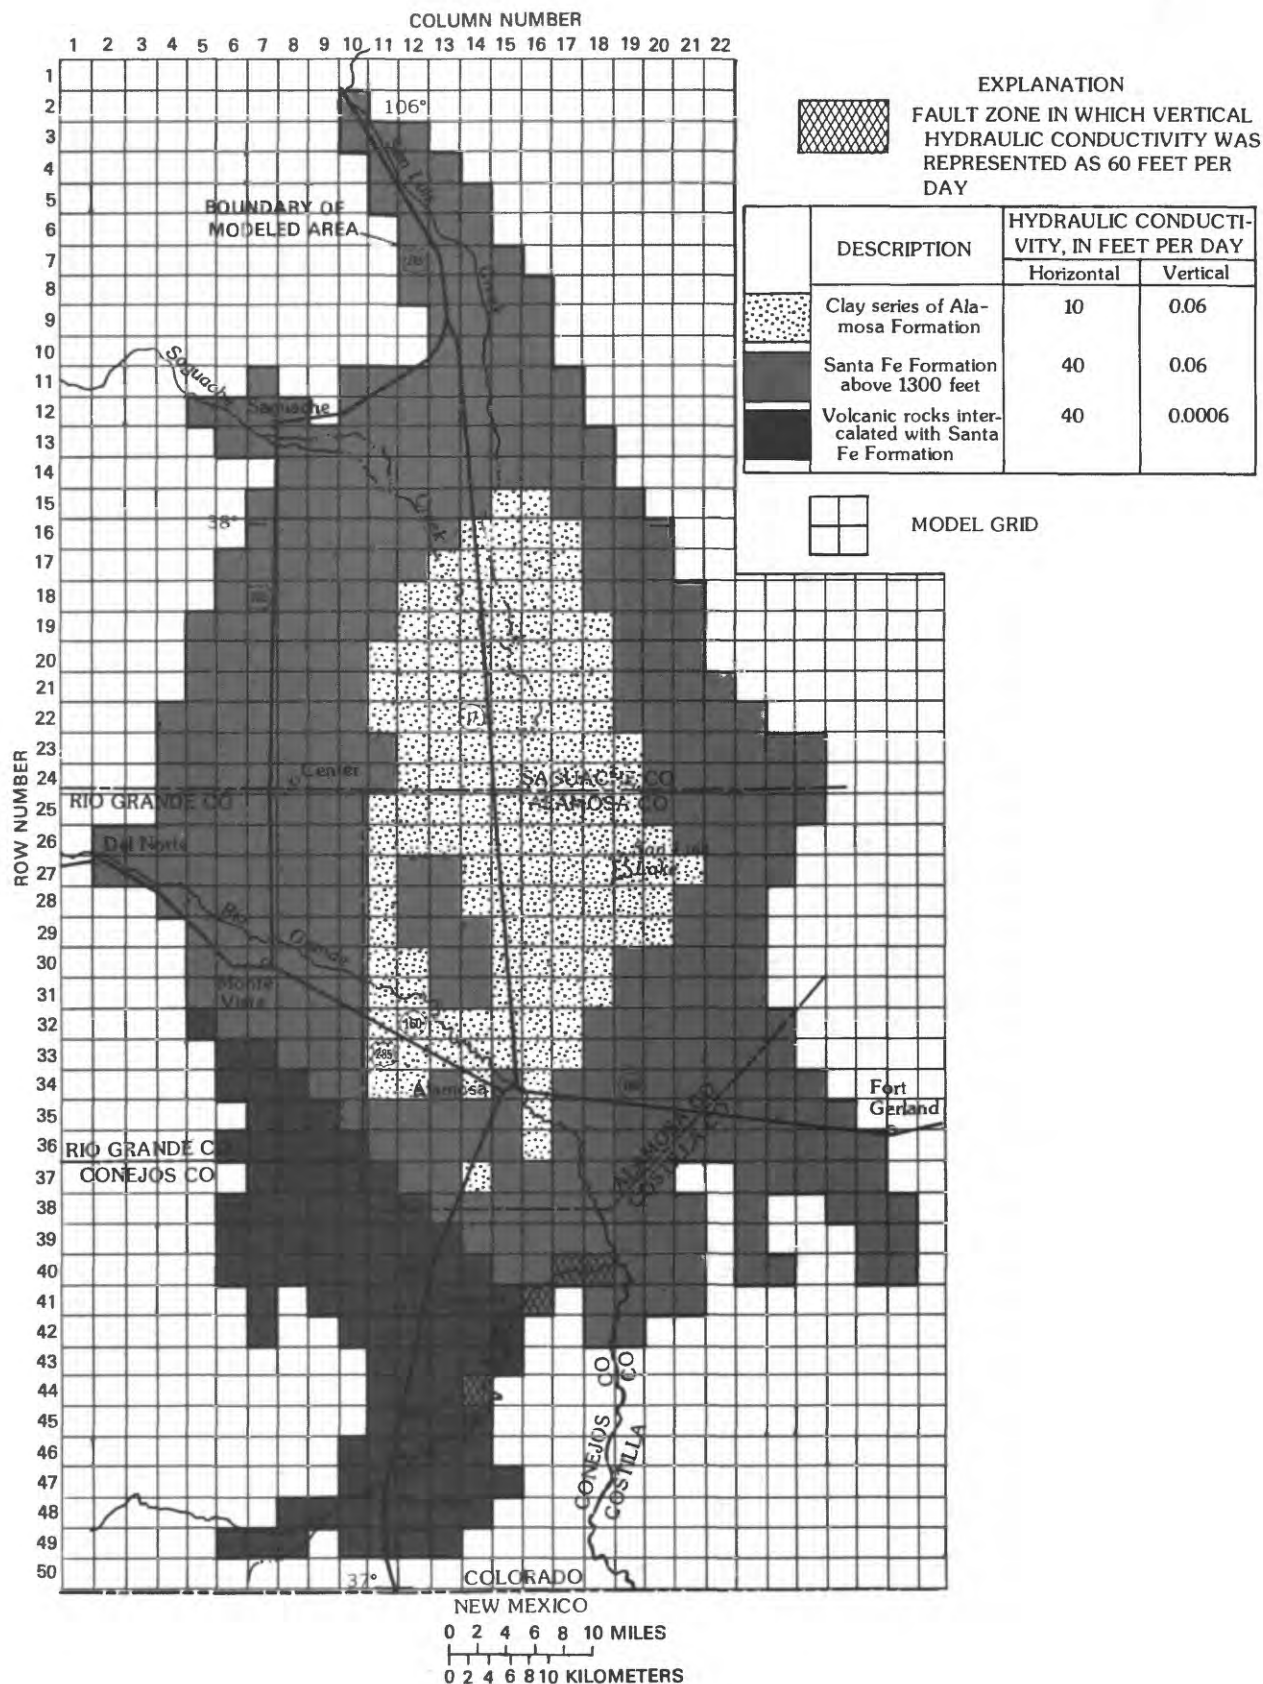 COLUMN NUMBER
1 2 3 4 5 6 7 8 9 10 11 12 13 14 15 16 17 18 19 20 21 22
EXPLANATION
FAULT ZONE IN WHICH VERTICAL
HYDRAULIC CONDUCTIVITY WAS
REPRESENTED AS 60 FEET PER
DAY
DESCRIPTION
HYDRAULIC CONDUCTI-
VITY, IN FEET PER DAY
Horizontal Vertical
Clay series of Ala-
mosa Formation
10 0.06
Santa Fe Formation
above 1300 feet
40 0.06
Volcanic rocks inter-
calated with Santa
Fe Formation
40 0.0006
MODEL GRID
ROW NUMBER
1
2
3
4
5
6
7
8
9
10
11
12
13
14
15
16
17
18
19
20
21
22
23
24
25
26
27
28
29
30
31
32
33
34
35
36
37
38
39
40
41
42
43
44
45
46
47
48
49
50
106°
San Luis
Creek
BOUNDARY OF
MODELED AREA
Saguache
Saguache
Creek
38°
17
Center
SAGUACHE CO
RIO GRANDE CO
ALAMOSA CO
Del Norte
San Luis
Lake
Rio
Grande
Monte
Vista
160
285
Alamosa
Fort
Garland
ALAMOSA CO
COSTILLA CO
RIO GRANDE CO
CONEJOS CO
CONEJOS CO
COSTILLA CO
37°
COLORADO
NEW MEXICO
0 2 4 6 8 10 MILES
0 2 4 6 8 10 KILOMETERS